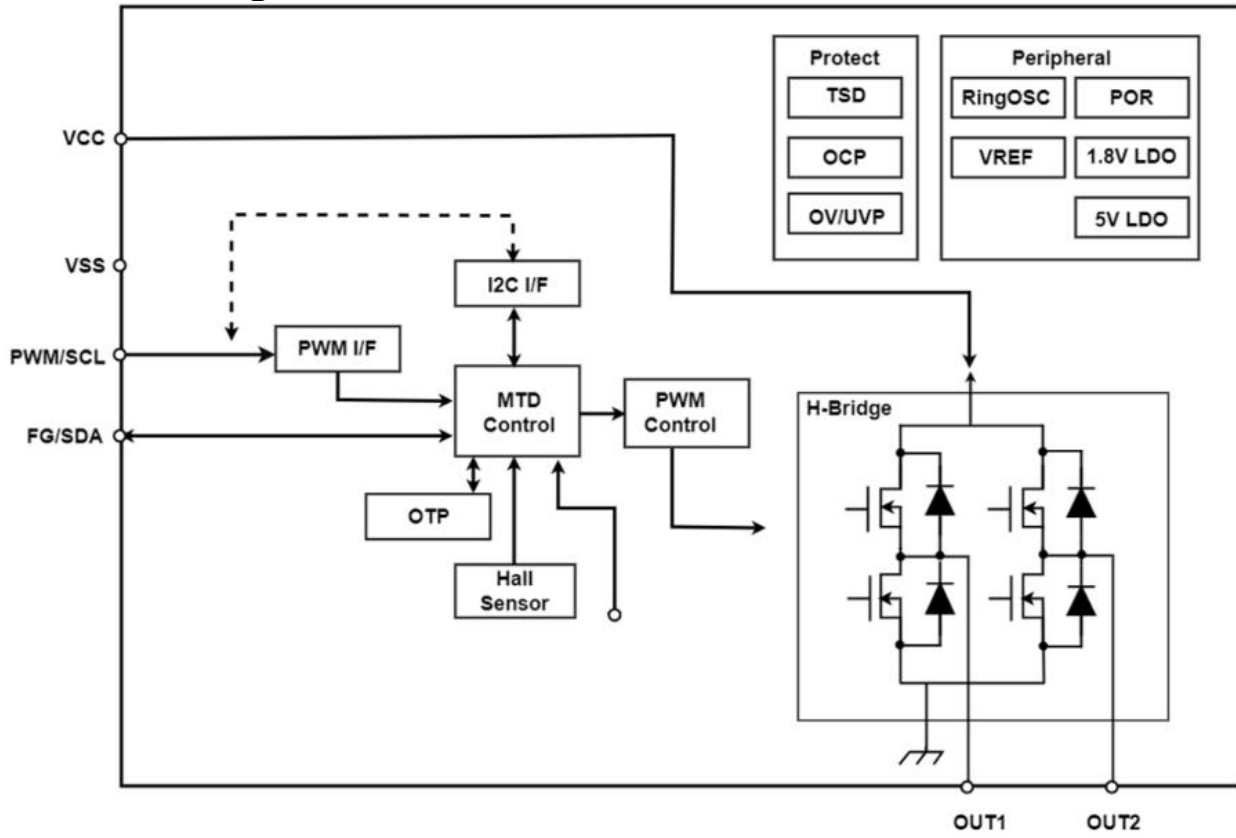 Protect
TSD
OCP
OV/UVP
Peripheral
RingOSC
POR
VREF
1.8V LDO
5V LDO
VCC
VSS
I2C I/F
PWM/SCL
PWM I/F
MTD
Control
PWM
Control
FG/SDA
OTP
Hall
Sensor
H-Bridge
OUT1
OUT2